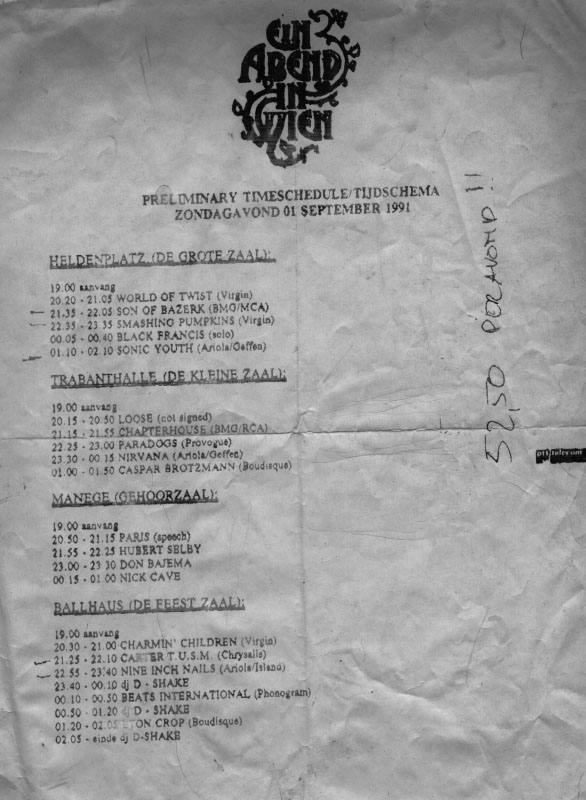 EIN
ABEND
IN
WIEN
PRELIMINARY TIMESCHEDULE/TIJDSCHEMA
ZONDAGAVOND 01 SEPTEMBER 1991
HELDENPLATZ (DE GROTE ZAAL):
19.00 aanvang
20.20 - 21.05 WORLD OF TWIST (Virgin)
21.35 - 22.05 SON OF BAZERK (BMG/MCA)
22.35 - 23.35 SMASHING PUMPKINS (Virgin)
00.05 - 00.40 BLACK FRANCIS (solo)
01.10 - 02.10 SONIC YOUTH (Ariola/Geffen)
TRABANTHALLE (DE KLEINE ZAAL):
19.00 aanvang
20.15 - 20.50 LOOSE (not signed)
21.15 - 21.55 CHAPTERHOUSE (BMG/RCA)
22.25 - 23.00 PARADOGS (Provogue)
23.30 - 00.15 NIRVANA (Ariola/Geffen)
01.00 - 01.50 CASPAR BROTZMANN (Boudisque)
MANEGE (GEHOORZAAL):
19.00 aanvang
20.50 - 21.15 PARIS (speech)
21.55 - 22.25 HUBERT SELBY
23.00 - 23.30 DON BAJEMA
00.15 - 01.00 NICK CAVE
BALLHAUS (DE FEEST ZAAL):
19.00 aanvang
20.30 - 21.00 CHARMIN' CHILDREN (Virgin)
21.25 - 22.10 CARTER T.U.S.M. (Chrysalis)
22.55 - 23.40 NINE INCH NAILS (Ariola/Island)
23.40 - 00.10 dj D - SHAKE
00.10 - 00.50 BEATS INTERNATIONAL (Phonogram)
00.50 - 01.20 dj D - SHAKE
01.20 - 02.05 ETON CROP (Boudisque)
02.05 - einde dj D-SHAKE
52,50 PER AVOND !!
ptt telecom